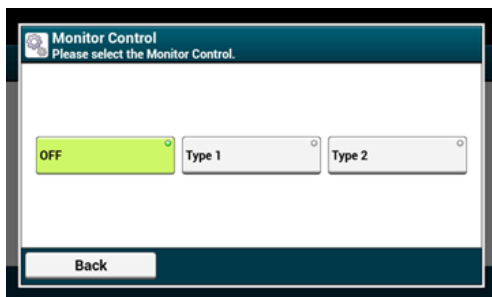 Monitor Control
Please select the Monitor Control.
OFF
Type 1
Type 2
Back